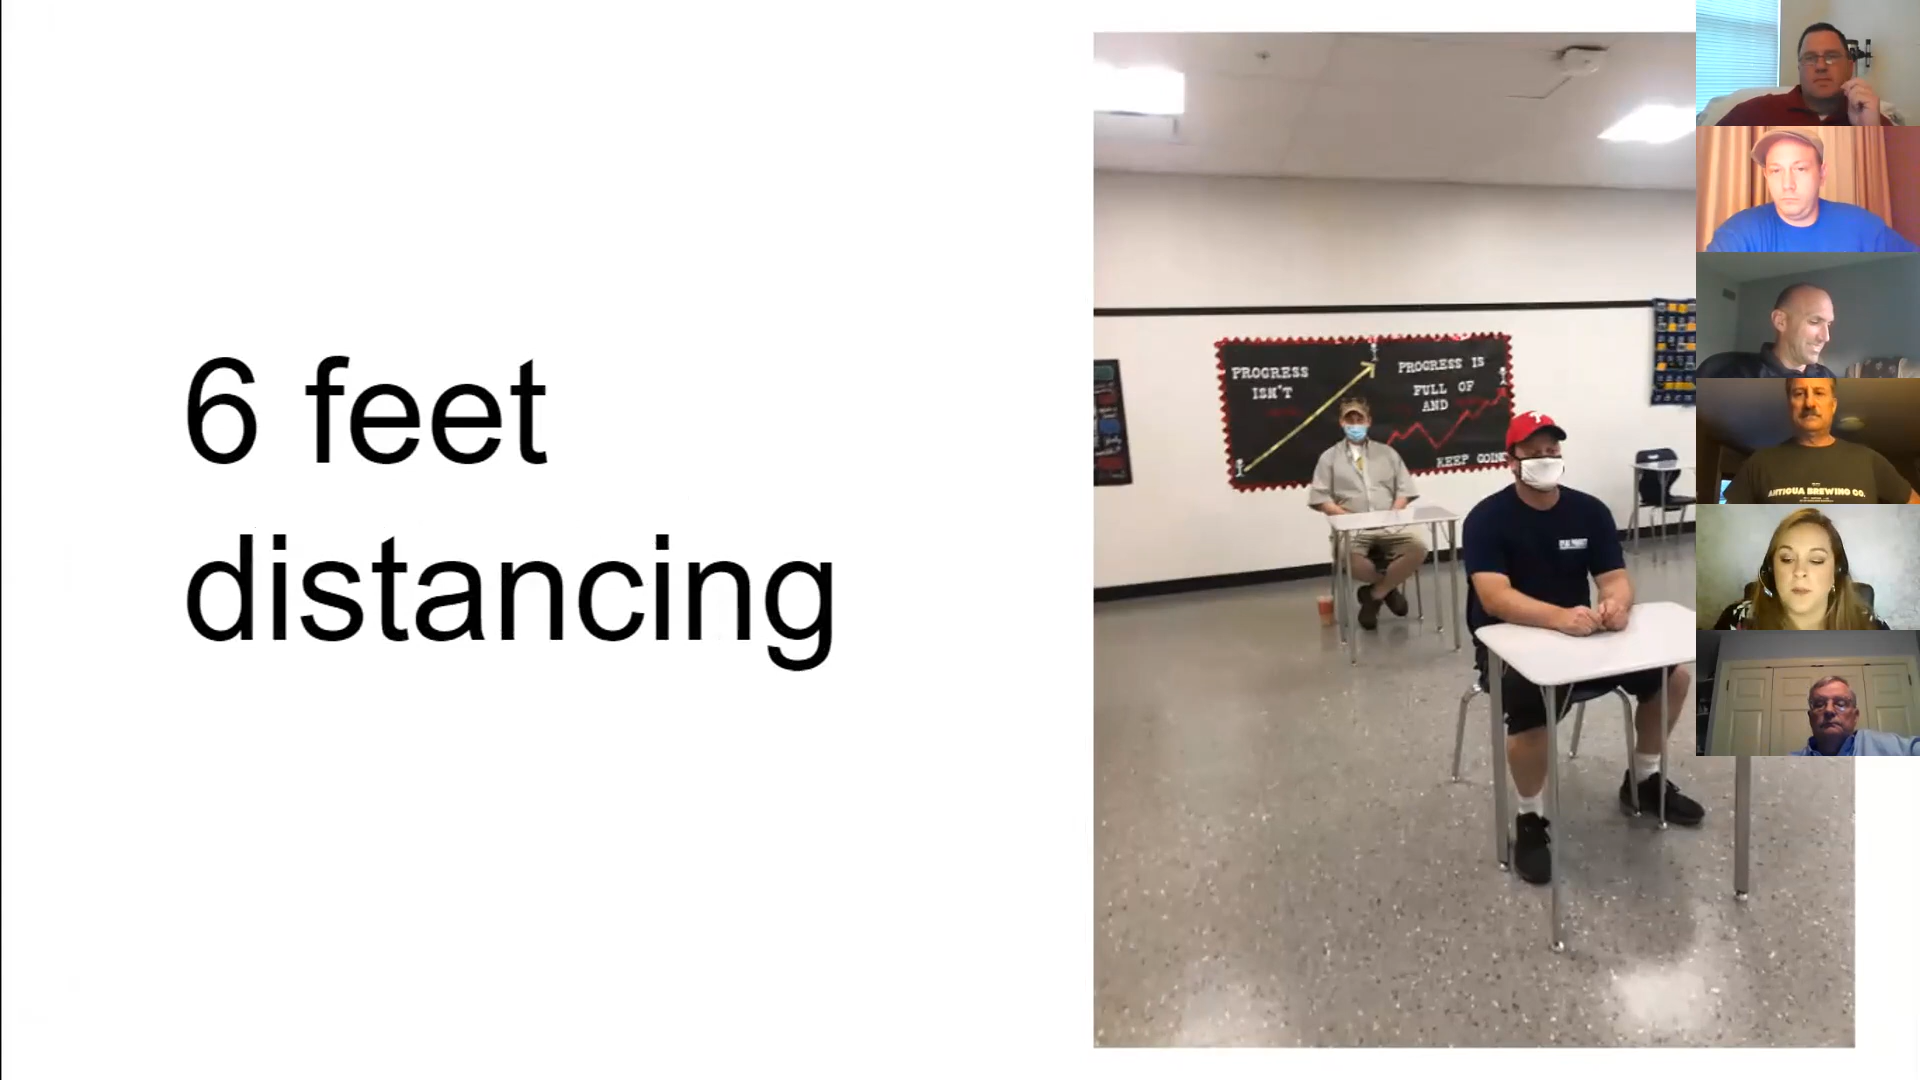 6 feet
distancing
PROGRESS
ISN'T
PROGRESS IS
FULL OF
AND
KEEP GOIN
ANTIGUA BREWING CO.